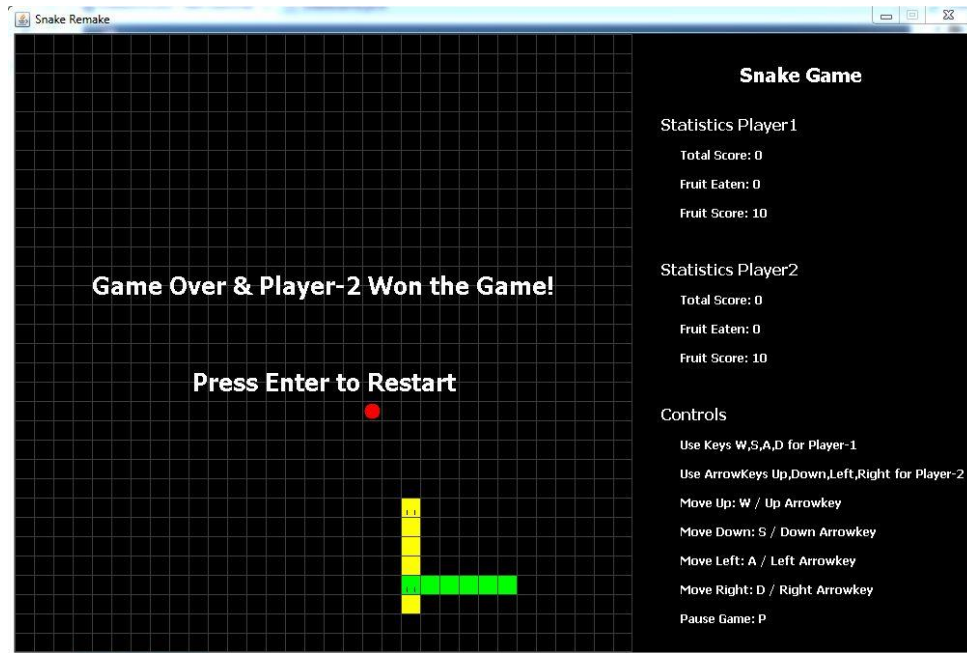 Snake Remake
Snake Game
Statistics Player1
Total Score: 0
Fruit Eaten: 0
Fruit Score: 10
Game Over & Player-2 Won the Game!
Press Enter to Restart
Statistics Player2
Total Score: 0
Fruit Eaten: 0
Fruit Score: 10
Controls
Use Keys W,S,A,D for Player-1
Use ArrowKeys Up,Down,Left,Right for Player-2
Move Up: W / Up Arrowkey
Move Down: S / Down Arrowkey
Move Left: A / Left Arrowkey
Move Right: D / Right Arrowkey
Pause Game: P